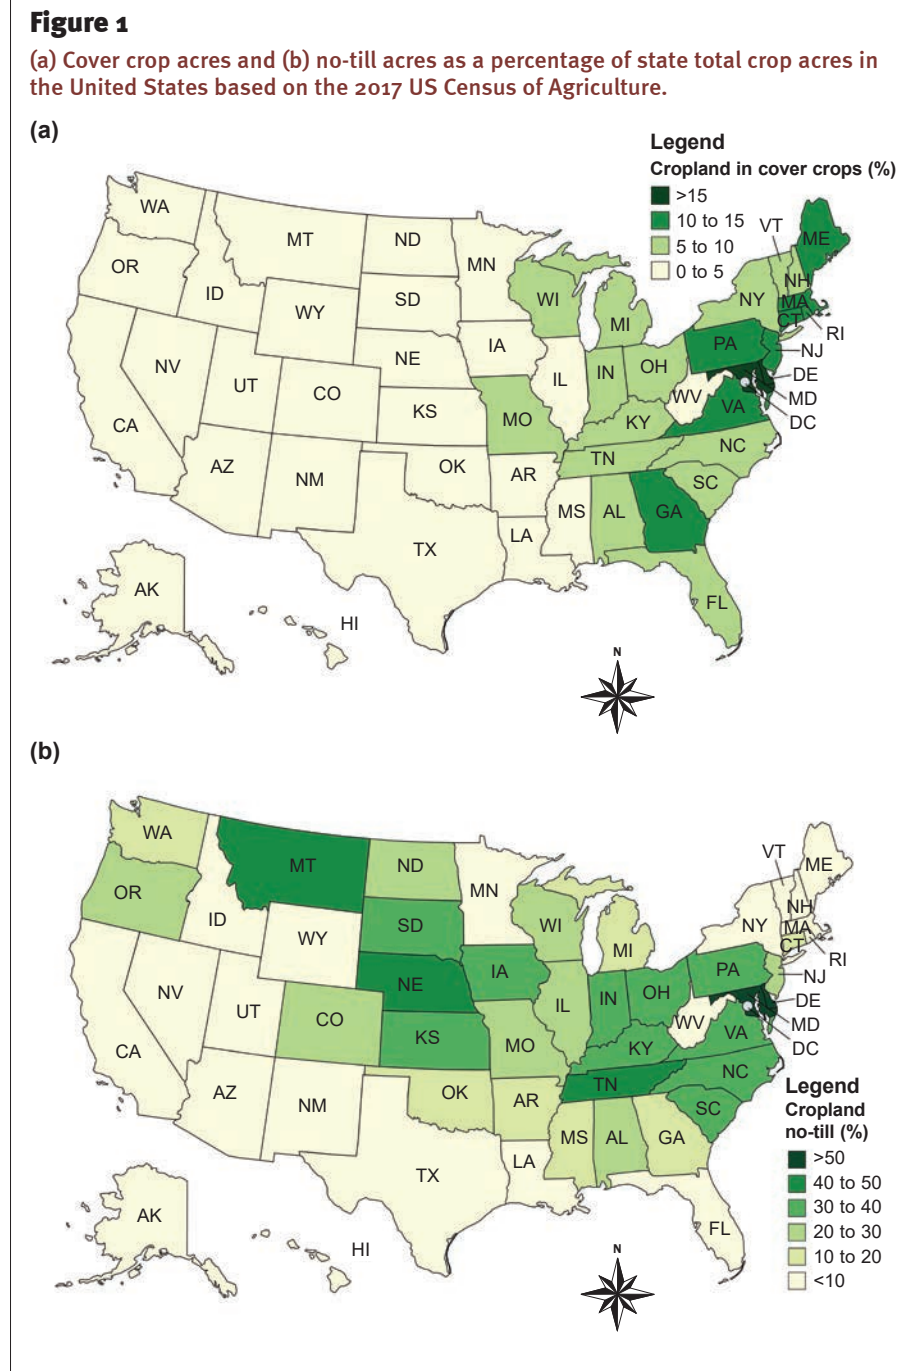 Figure 1
(a) Cover crop acres and (b) no-till acres as a percentage of state total crop acres in
the United States based on the 2017 US Census of Agriculture.
(a)
Legend
Cropland in cover crops (%)
>15
10 to 15
5 to 10
0 to 5
WA
MT
ND
MN
VT
ME
OR
ID
SD
WI
NH
WY
MI
NY
MA
CT
RI
IA
PA
NJ
NV
NE
UT
CO
IL
IN
OH
DE
WV
MD
DC
CA
KS
MO
KY
VA
AZ
NM
OK
AR
TN
NC
SC
MS
AL
GA
LA
TX
FL
AK
HI
N
(b)
WA
MT
ND
MN
VT
ME
OR
ID
SD
WI
NH
WY
MI
NY
MA
CT
RI
IA
PA
NJ
NV
NE
UT
CO
IL
IN
OH
DE
WV
MD
DC
CA
KS
MO
KY
VA
AZ
NM
OK
AR
TN
NC
SC
MS
AL
GA
LA
TX
FL
AK
HI
N
Legend
Cropland
no-till (%)
>50
40 to 50
30 to 40
20 to 30
10 to 20
<10